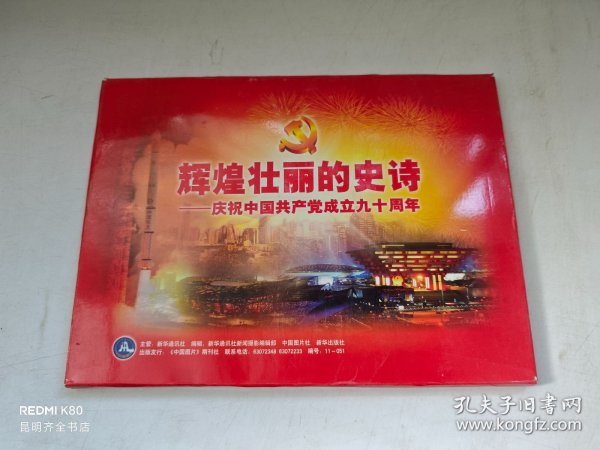 辉煌壮丽的史诗
——庆祝中国共产党成立九十周年
主管：新华通讯社 编辑：新华通讯社新闻摄影编辑部 中国图片社 新华出版社
出版发行：《中国图片》期刊社 联系电话：63072348 63072233 编号：11－051
REDMI K80
昆明齐全书店
孔夫子旧书网
www.kongfz.com